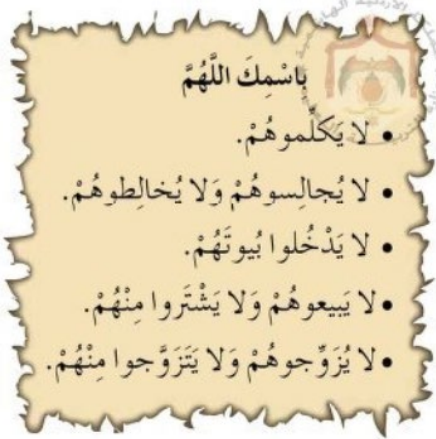 بِاسْمِكَ اللَّهُمَّ
• لا يَكلِّموهُمْ.
• لا يُجالِسوهُمْ وَلا يُخالِطوهُمْ.
• لا يَدْخُلوا بُيوتَهُمْ.
• لا يَبيعوهُمْ وَلا يَشْتَروا مِنْهُمْ.
• لا يُزَوِّجوهُمْ وَلا يَتَزَوَّجوا مِنْهُمْ.